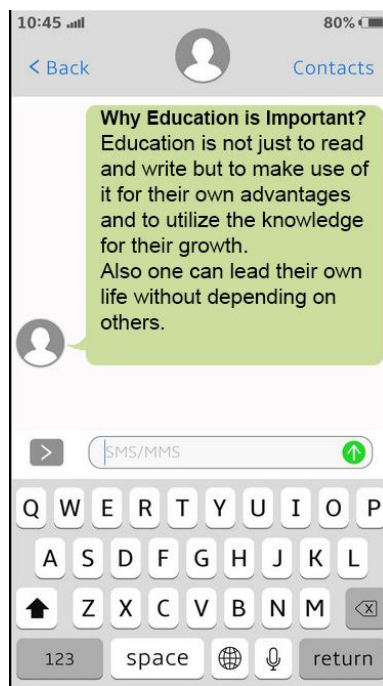 10:45 80%
< Back Contacts
Why Education is Important?
Education is not just to read
and write but to make use of
it for their own advantages
and to utilize the knowledge
for their growth.
Also one can lead their own
life without depending on
others.
SMS/MMS
Q W E R T Y U I O P
A S D F G H J K L
Z X C V B N M
123 space return